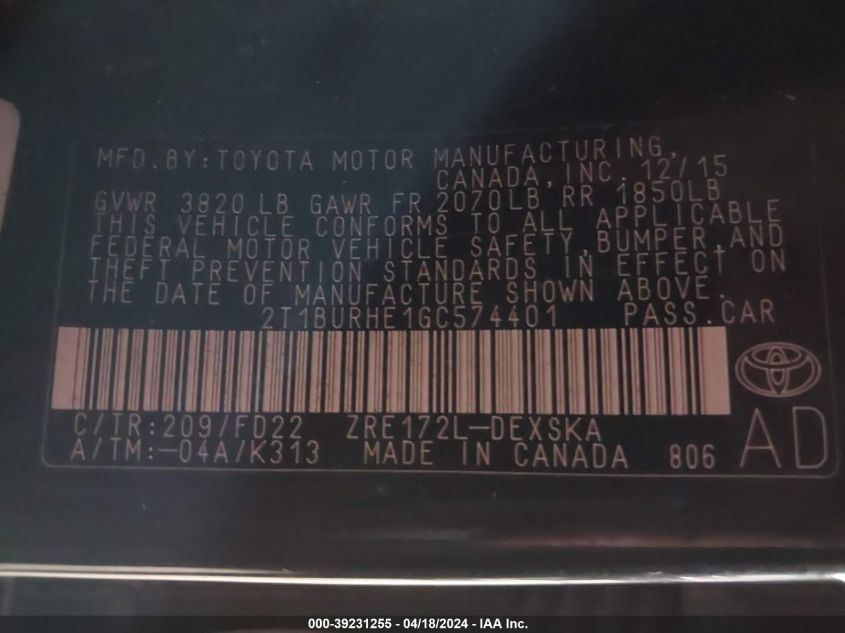 MFD.BY:TOYOTA MOTOR MANUFACTURING,
CANADA,INC. 12/15
GVWR 3820 LB GAWR FR 2070LB RR 1850LB
THIS VEHICLE CONFORMS TO ALL APPLICABLE
FEDERAL MOTOR VEHICLE SAFETY,BUMPER,AND
THEFT PREVENTION STANDARDS IN EFFECT ON
THE DATE OF MANUFACTURE SHOWN ABOVE.
2T1BURHE1GC574401 PASS.CAR
C/TR:209/FD22 ZRE172L-DEXSKA
A/TM:-04A/K313 MADE IN CANADA 806 AD
000-39231255 - 04/18/2024 - IAA Inc.